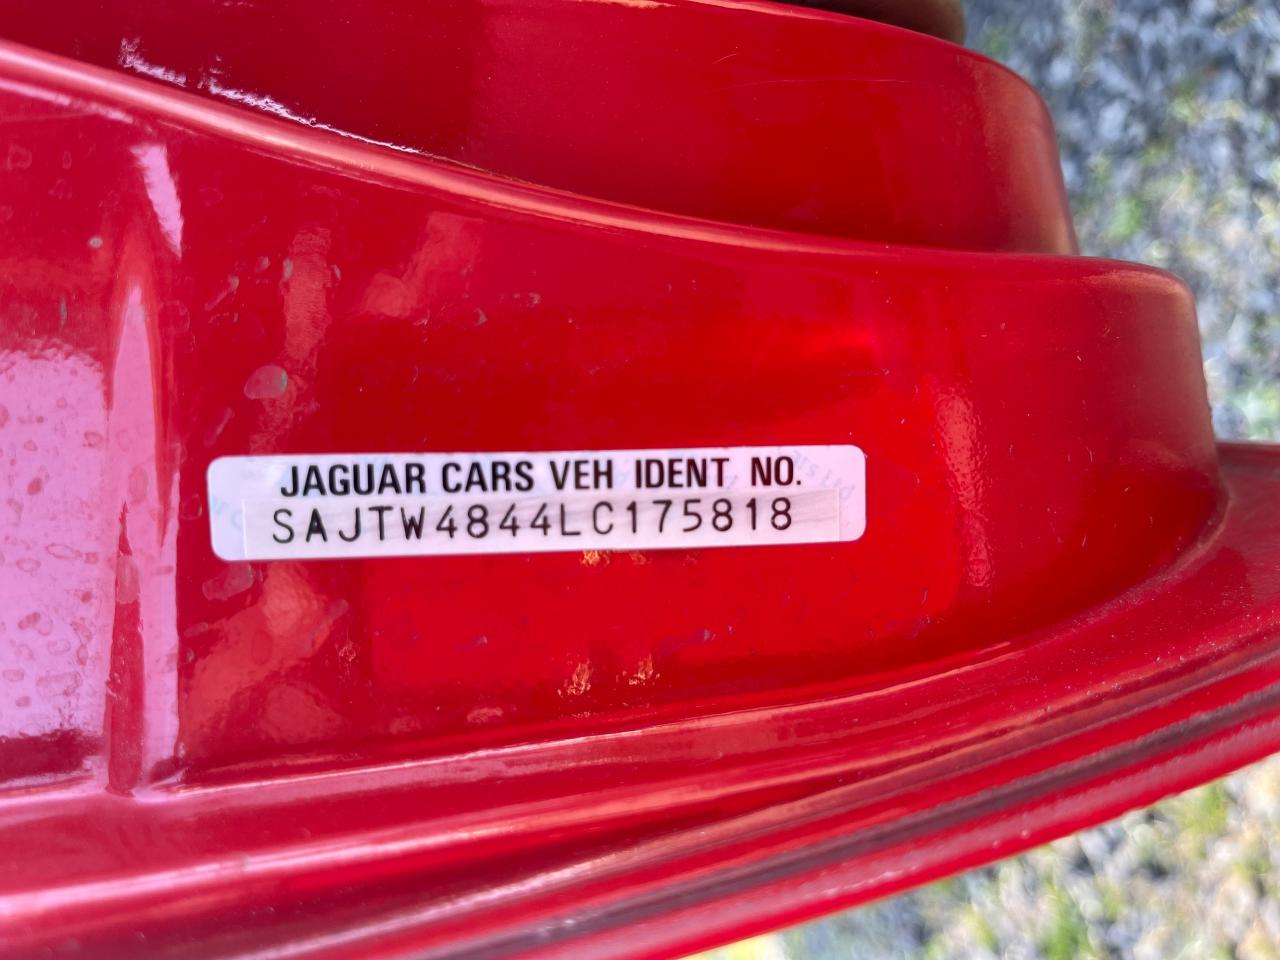 JAGUAR CARS VEH IDENT NO.
SAJTW4844LC175818